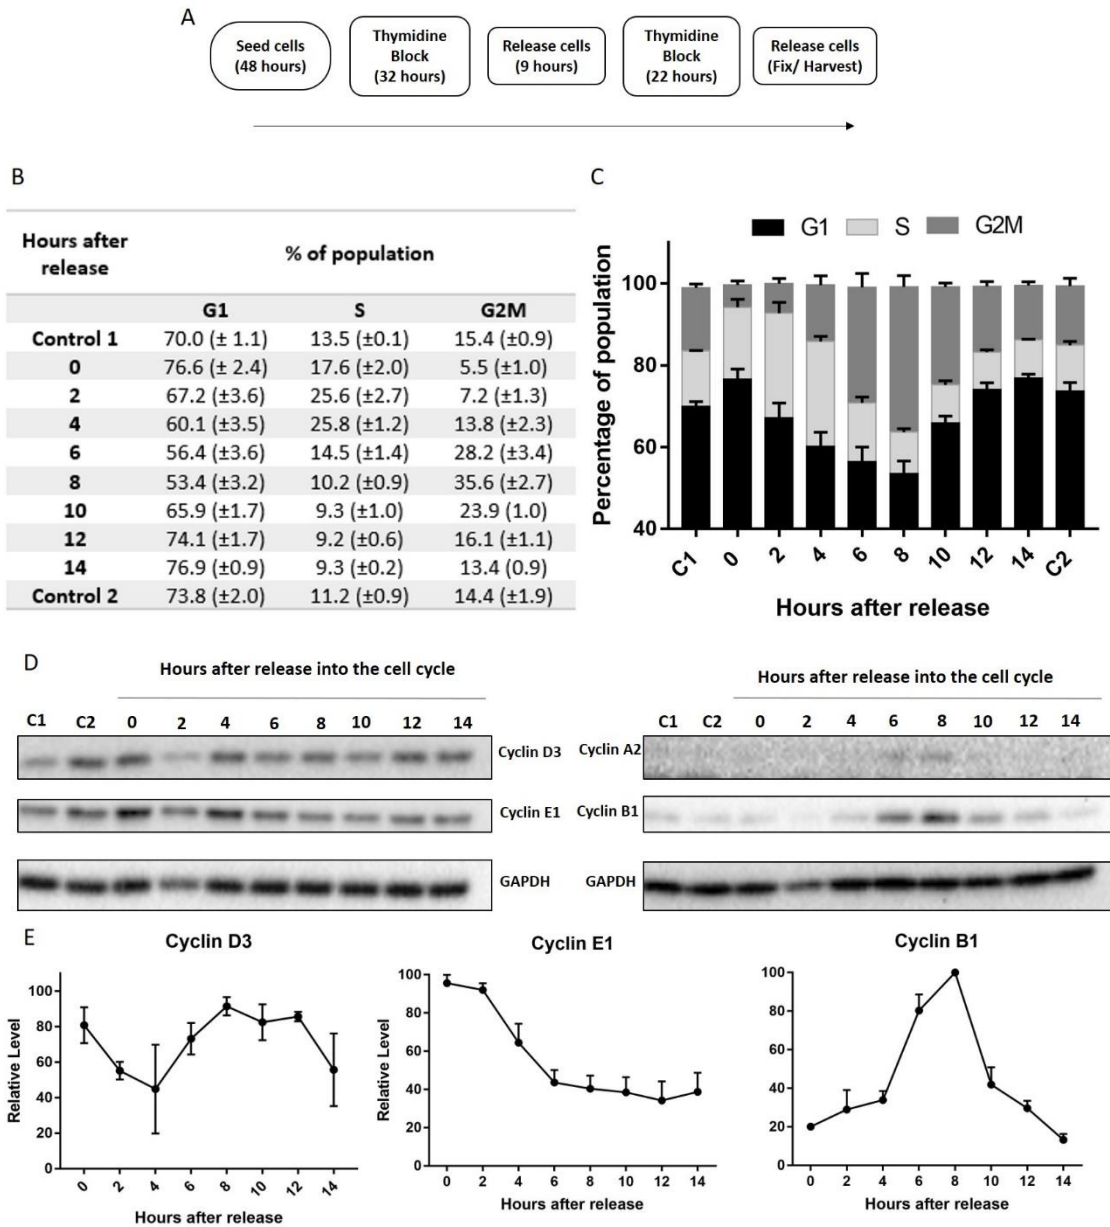 A
Seed cells
(48 hours)
Thymidine
Block
(32 hours)
Release cells
(9 hours)
Thymidine
Block
(22 hours)
Release cells
(Fix/ Harvest)
B
Hours after
release
% of population
G1 S G2M
Control 1 70.0 (± 1.1) 13.5 (±0.1) 15.4 (±0.9)
0 76.6 (± 2.4) 17.6 (±2.0) 5.5 (±1.0)
2 67.2 (±3.6) 25.6 (±2.7) 7.2 (±1.3)
4 60.1 (±3.5) 25.8 (±1.2) 13.8 (±2.3)
6 56.4 (±3.6) 14.5 (±1.4) 28.2 (±3.4)
8 53.4 (±3.2) 10.2 (±0.9) 35.6 (±2.7)
10 65.9 (±1.7) 9.3 (±1.0) 23.9 (1.0)
12 74.1 (±1.7) 9.2 (±0.6) 16.1 (±1.1)
14 76.9 (±0.9) 9.3 (±0.2) 13.4 (0.9)
Control 2 73.8 (±2.0) 11.2 (±0.9) 14.4 (±1.9)
C
G1 S G2M
Percentage of population
100
80
60
40
C1 0 2 4 6 8 10 12 14 C2
Hours after release
D
Hours after release into the cell cycle
C1 C2 0 2 4 6 8 10 12 14
Cyclin D3
Cyclin E1
GAPDH
Hours after release into the cell cycle
C1 C2 0 2 4 6 8 10 12 14
Cyclin A2
Cyclin B1
GAPDH
E
Cyclin D3
Relative Level
100
80
60
40
20
0
0 2 4 6 8 10 12 14
Hours after release
Cyclin E1
Relative Level
100
80
60
40
20
0
0 2 4 6 8 10 12 14
Hours after release
Cyclin B1
Relative Level
100
80
60
40
20
0
0 2 4 6 8 10 12 14
Hours after release